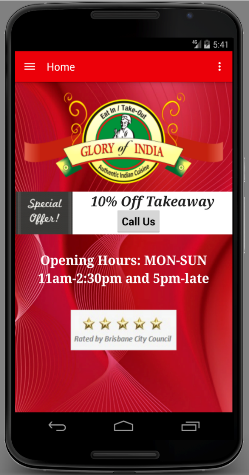 4G 5:41
Home
Eat In / Take-Out
GLORY of INDIA
Authentic Indian Cuisine
Special
Offer!
10% Off Takeaway
Call Us
Opening Hours: MON-SUN
11am-2:30pm and 5pm-late
Rated by Brisbane City Council